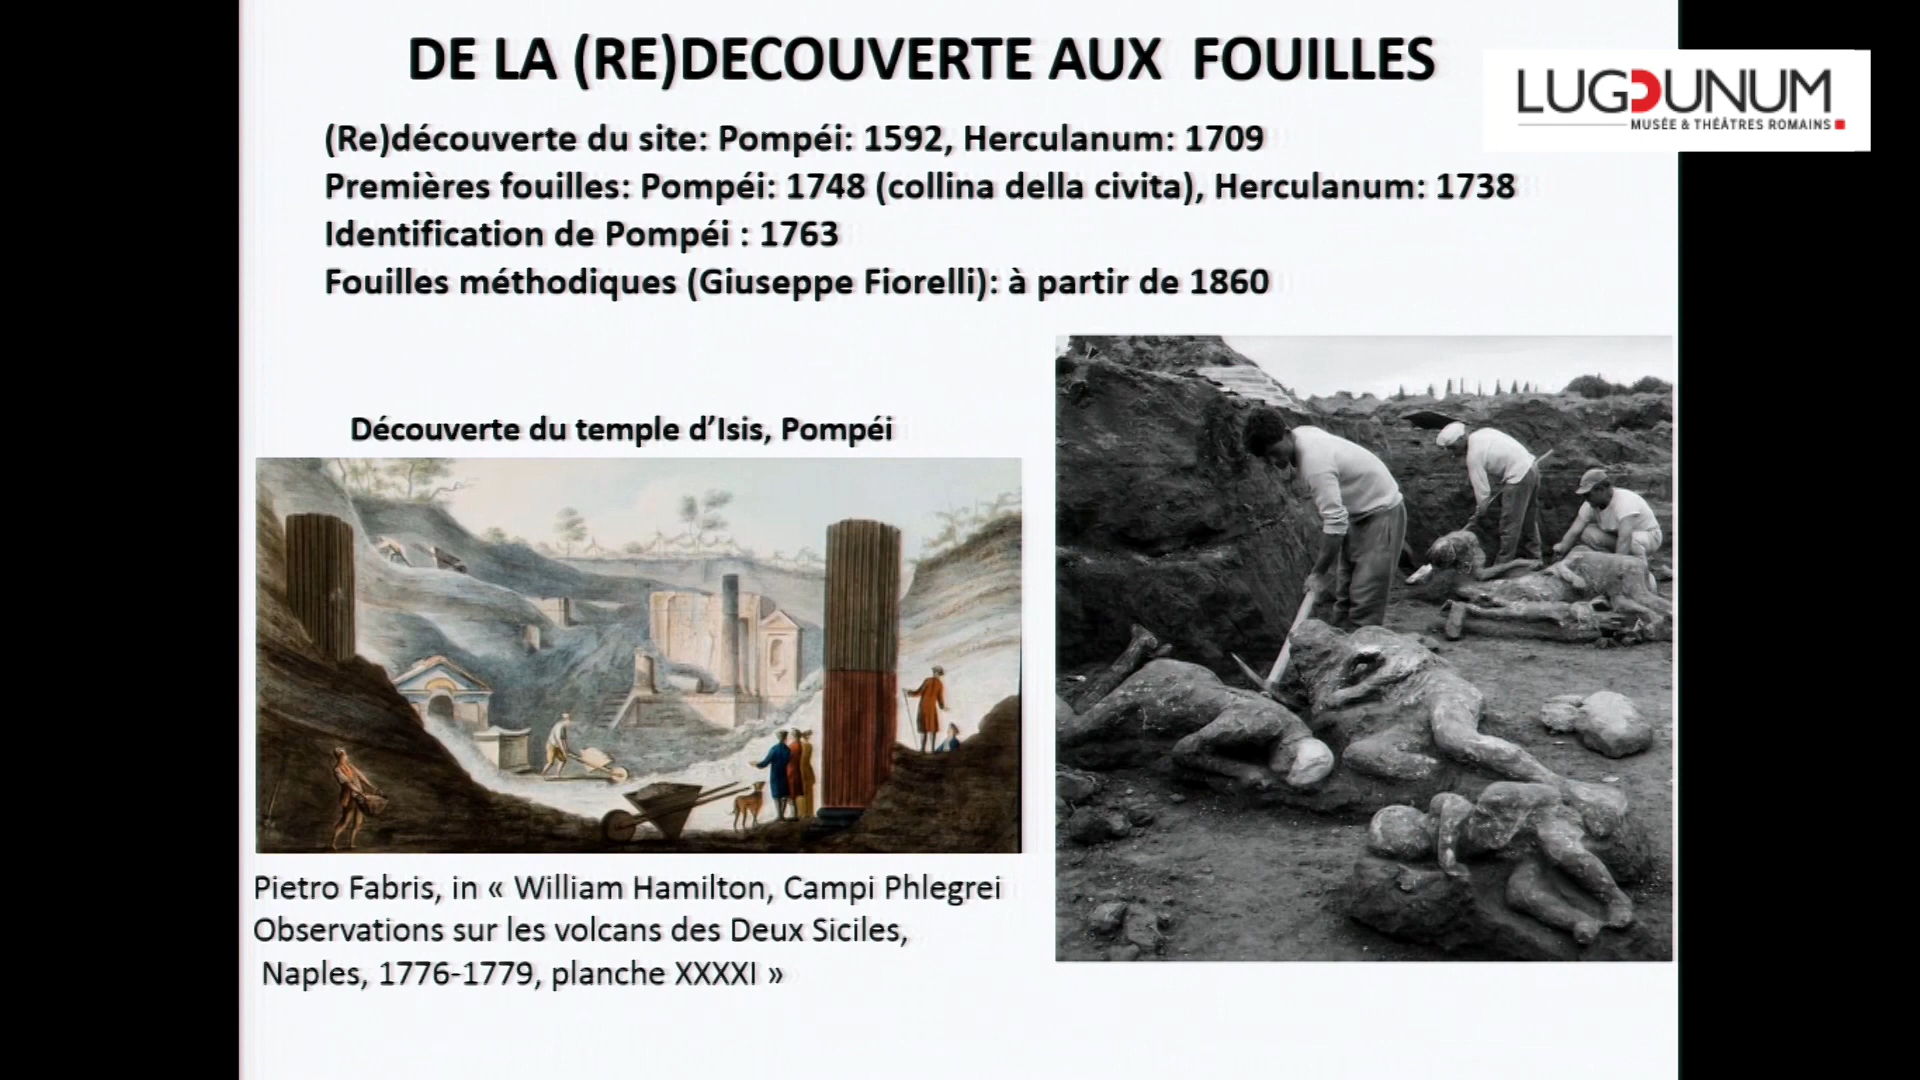 DE LA (RE)DECOUVERTE AUX FOUILLES
LUGDUNUM
MUSÉE & THÉÂTRES ROMAINS
(Re)découverte du site: Pompéi: 1592, Herculanum: 1709
Premières fouilles: Pompéi: 1748 (collina della civita), Herculanum: 1738
Identification de Pompéi : 1763
Fouilles méthodiques (Giuseppe Fiorelli): à partir de 1860
Découverte du temple d’Isis, Pompéi
Pietro Fabris, in « William Hamilton, Campi Phlegrei
Observations sur les volcans des Deux Siciles,
Naples, 1776-1779, planche XXXXI »